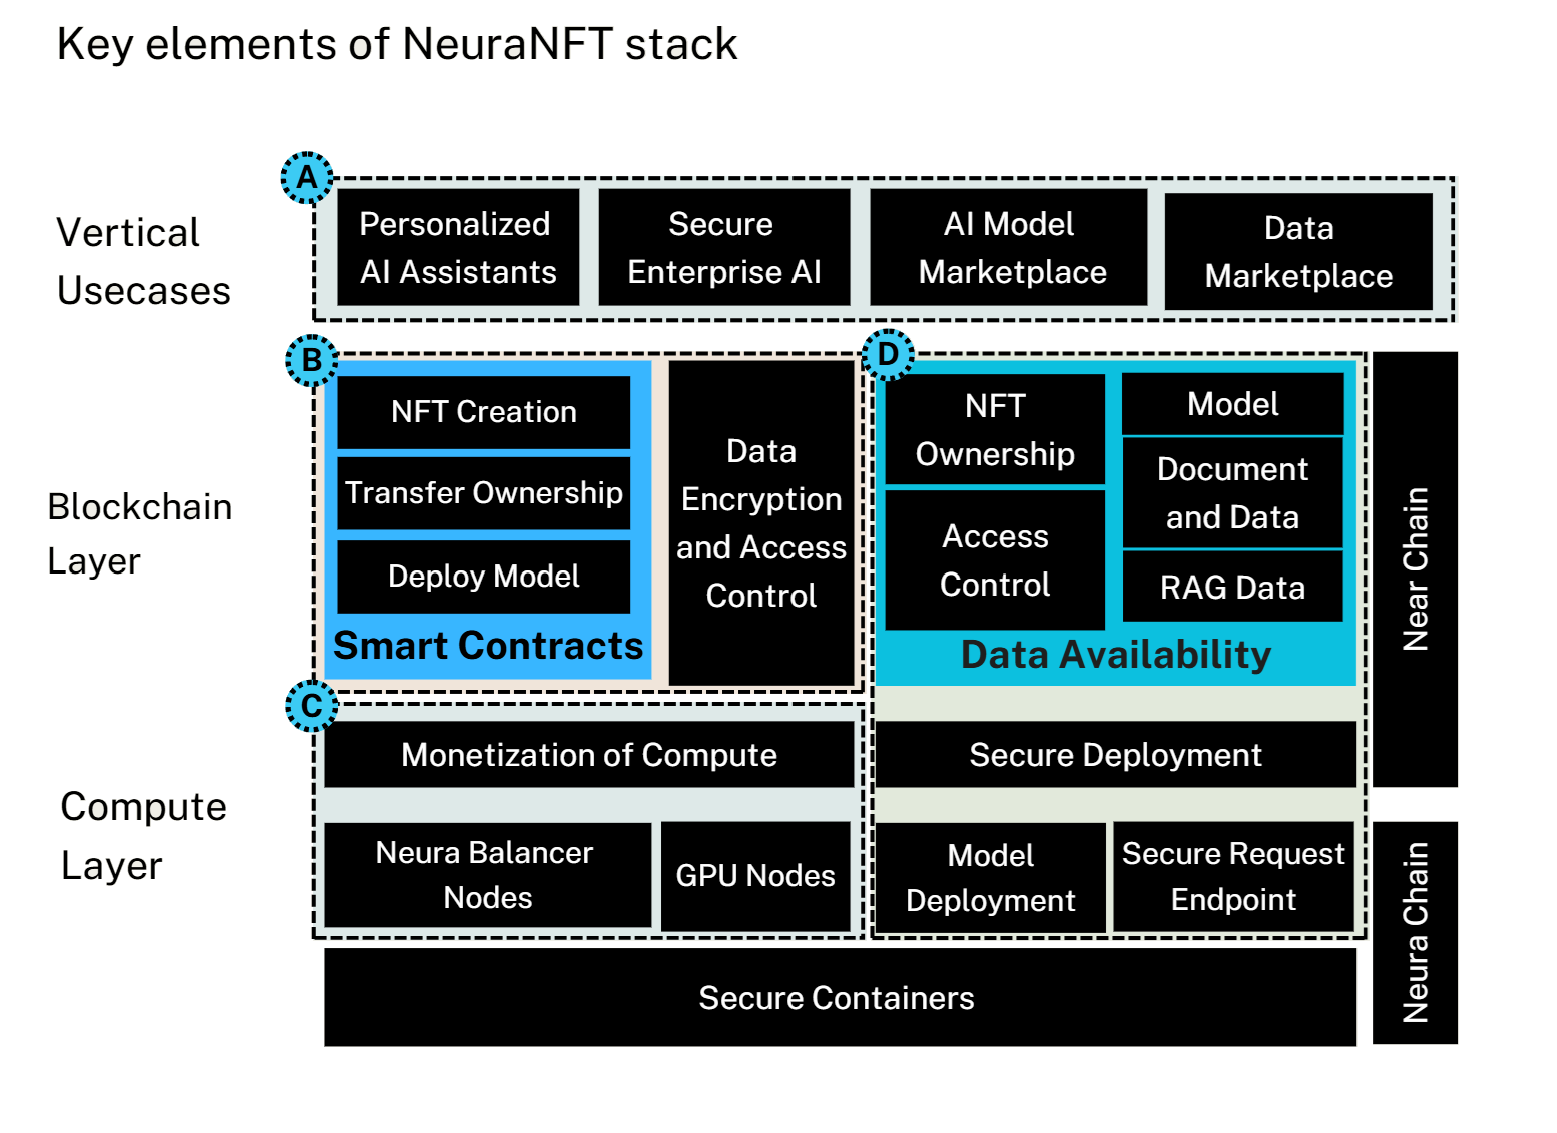 Key elements of NeuraNFT stack
A
Vertical
Usecases
Personalized
AI Assistants
Secure
Enterprise AI
AI Model
Marketplace
Data
Marketplace
B
Blockchain
Layer
NFT Creation
Transfer Ownership
Deploy Model
Smart Contracts
Data
Encryption
and Access
Control
D
NFT
Ownership
Access
Control
Model
Document
and Data
RAG Data
Data Availability
Near Chain
C
Compute
Layer
Monetization of Compute
Neura Balancer
Nodes
GPU Nodes
Secure Deployment
Model
Deployment
Secure Request
Endpoint
Neura Chain
Secure Containers